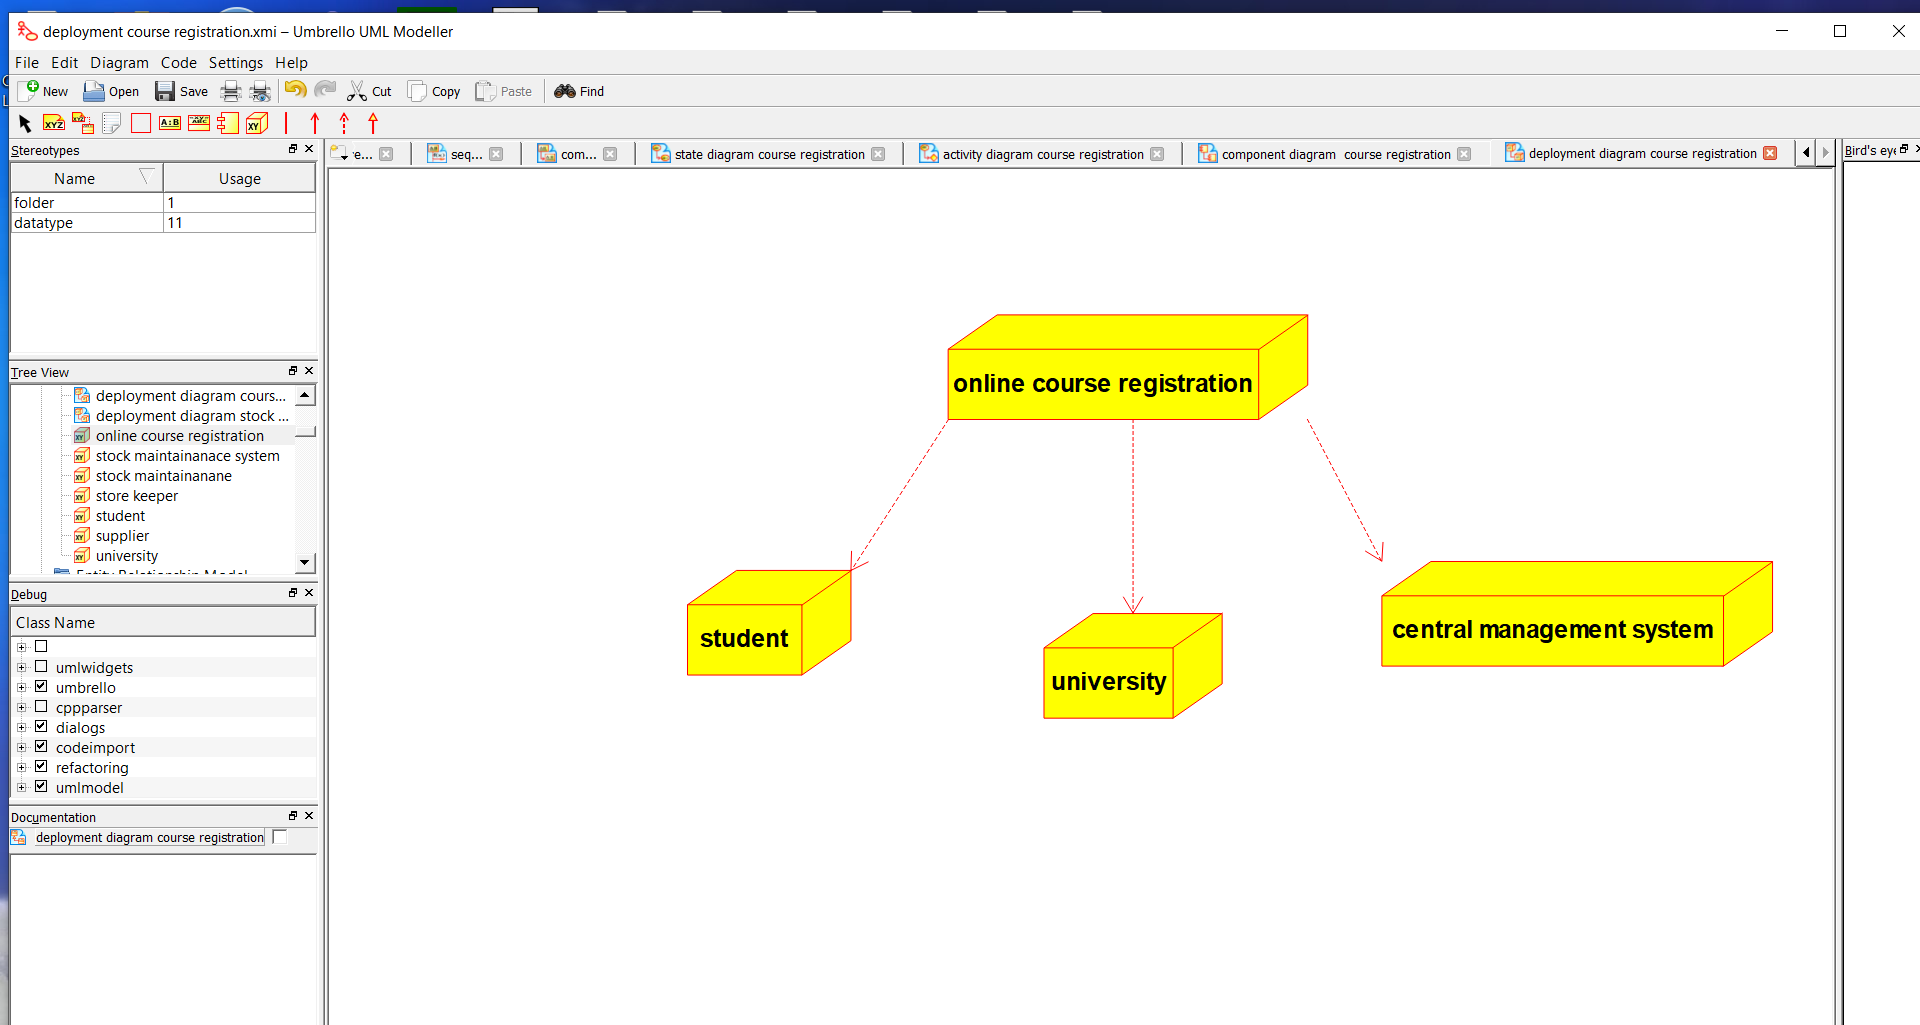 deployment course registration.xmi – Umbrello UML Modeller
File Edit Diagram Code Settings Help
New Open Save Cut Copy Paste Find
Stereotypes
e... seq... com... state diagram course registration activity diagram course registration component diagram course registration deployment diagram course registration Bird's eye
Name Usage
folder 1
datatype 11
Tree View
deployment diagram cours...
deployment diagram stock ...
online course registration
stock maintainanace system
stock maintainanane
store keeper
student
supplier
university
Entity Relationship Model
Debug
Class Name
umlwidgets
umbrello
cppparser
dialogs
codeimport
refactoring
umlmodel
Documentation
deployment diagram course registration
online course registration
student
university
central management system